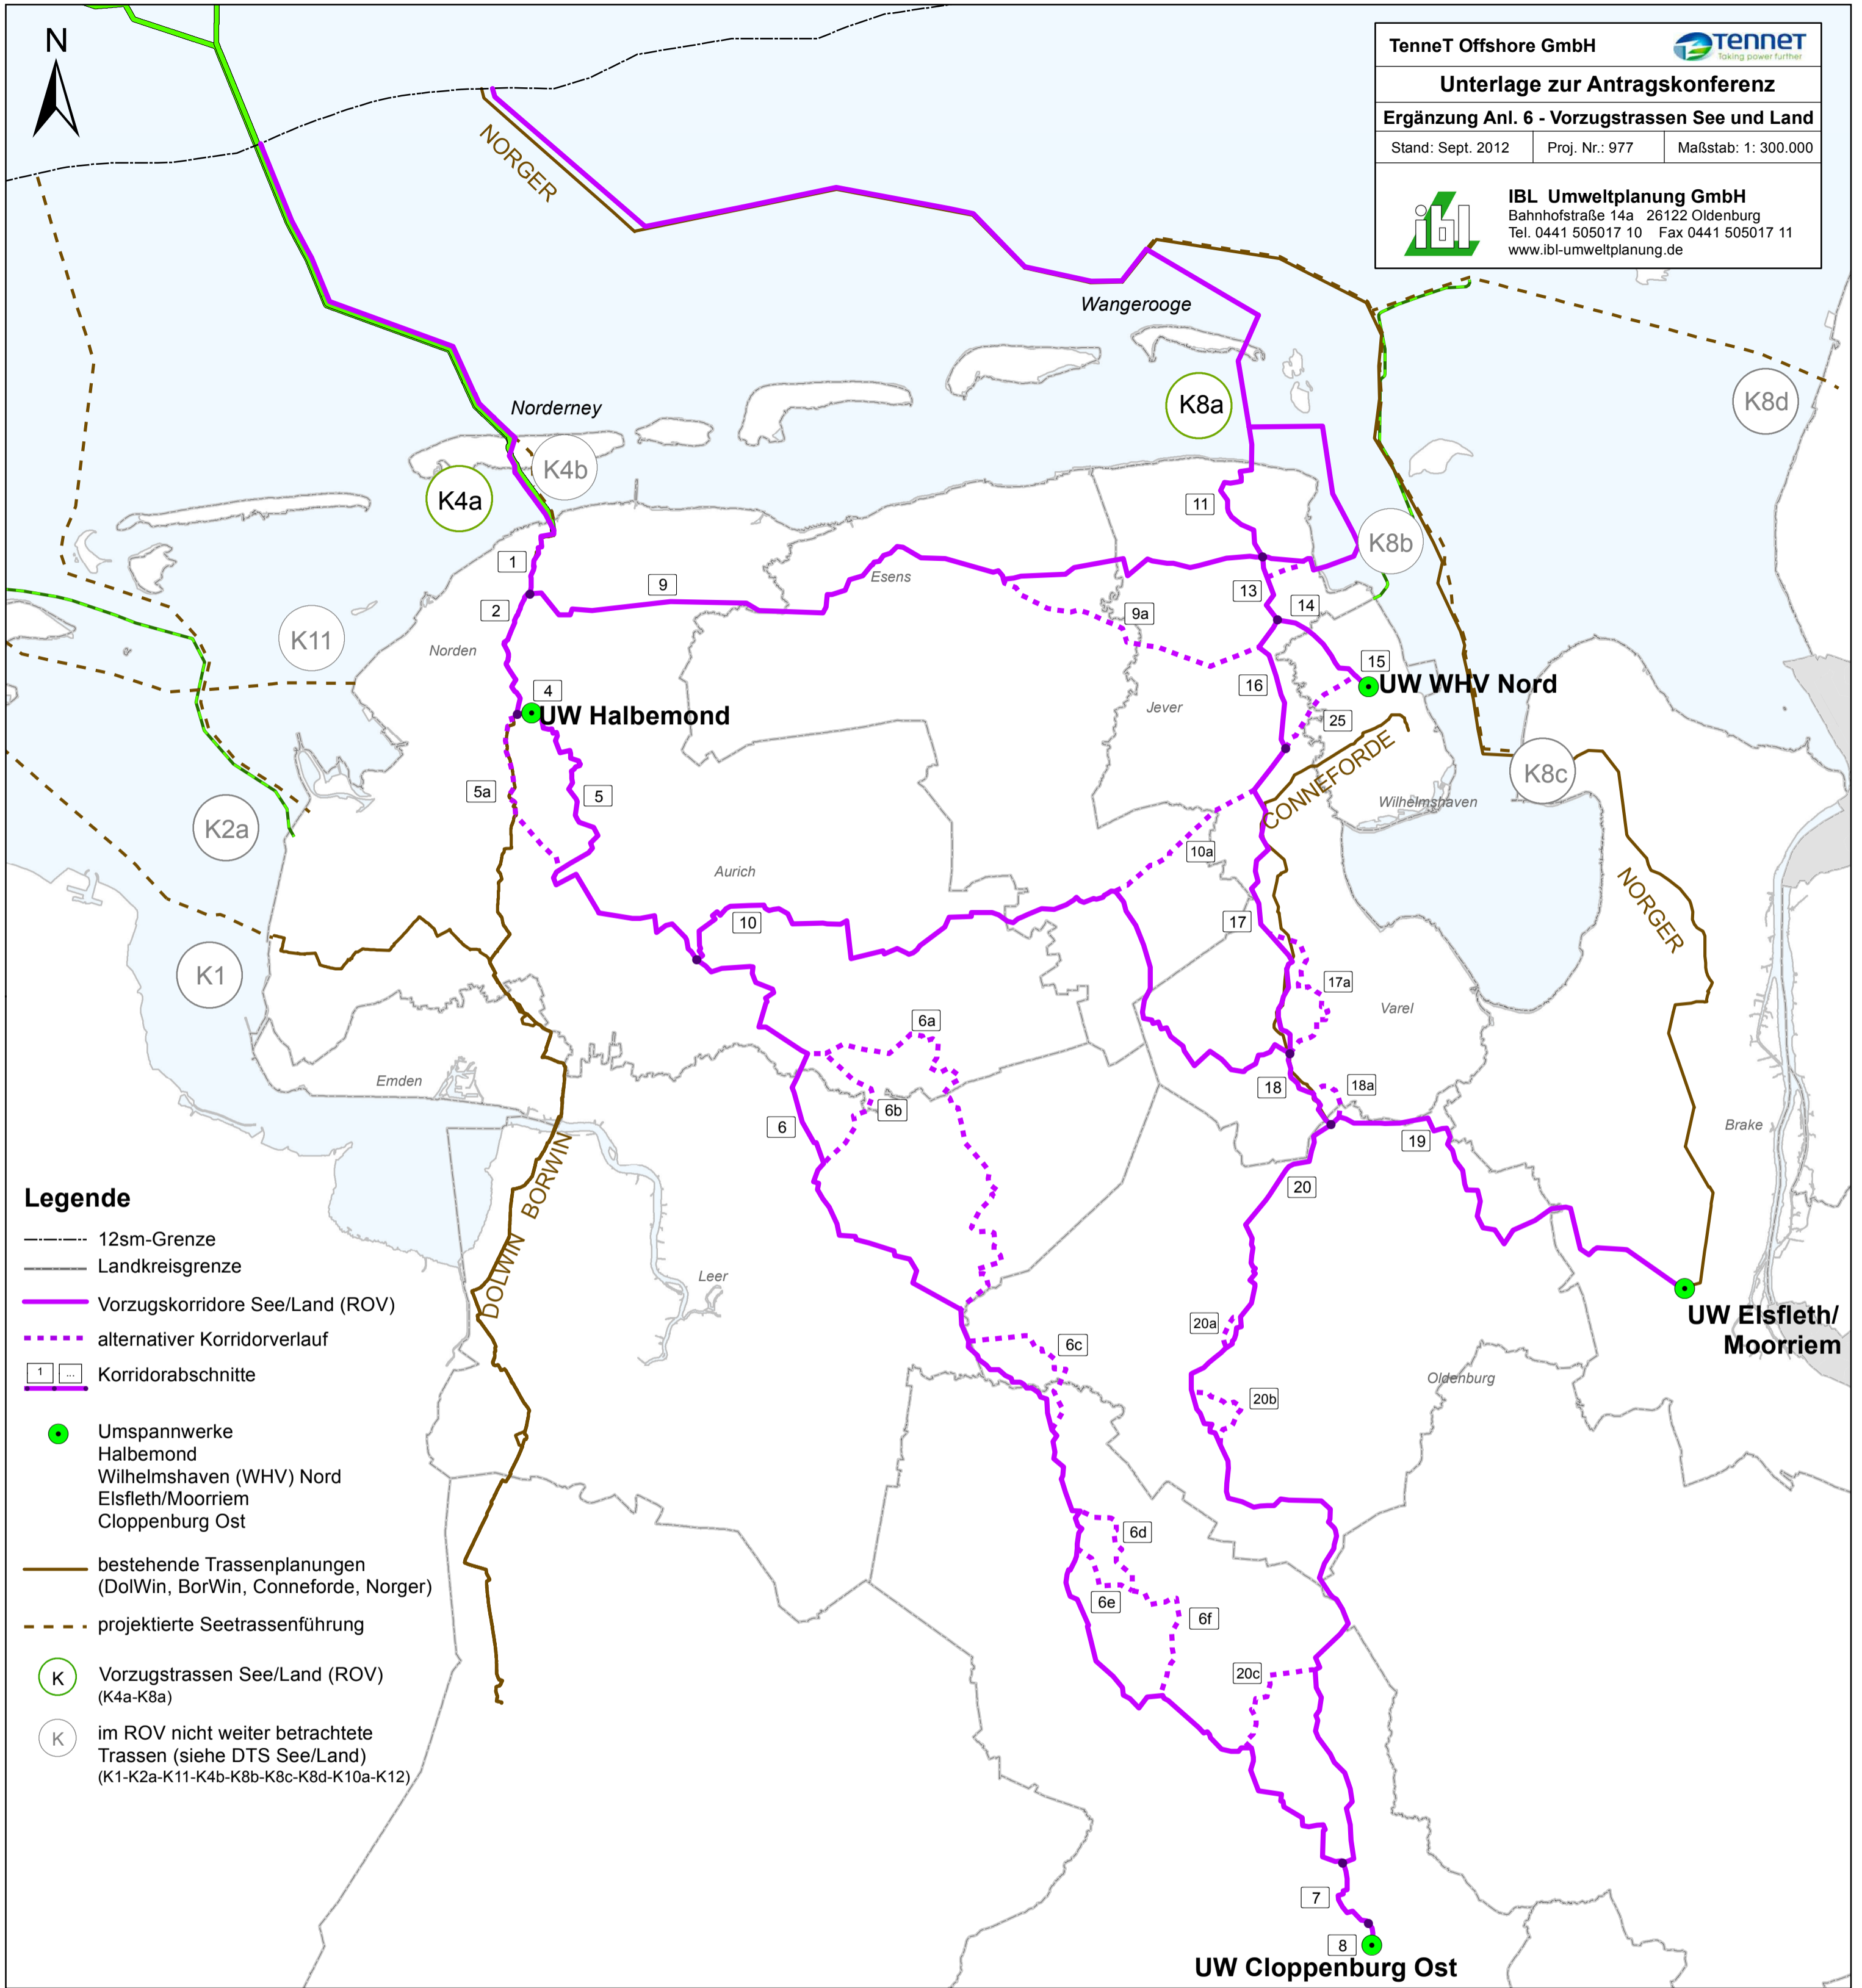 N
TenneT Offshore GmbH
TenneT
Taking power further
Unterlage zur Antragskonferenz
Ergänzung Anl. 6 - Vorzugstrassen See und Land
Stand: Sept. 2012
Proj. Nr.: 977
Maßstab: 1: 300.000
ibl
IBL Umweltplanung GmbH
Bahnhofstraße 14a 26122 Oldenburg
Tel. 0441 505017 10 Fax 0441 505017 11
www.ibl-umweltplanung.de
NORGER
Wangerooge
Norderney
K8a
K8d
K4b
K4a
11
K8b
1
9
Esens
13
14
2
9a
K11
Norden
15
4
UW WHV Nord
16
UW Halbemond
Jever
25
CONNEFORDE
K8c
5a
5
Wilhelmshaven
K2a
10a
Aurich
NORGER
10
17
K1
17a
Varel
6a
Emden
18
18a
6b
6
Brake
19
BORWIN
20
DOLWIN
Leer
UW Elsfleth/
Moorriem
20a
6c
Oldenburg
20b
6d
6e
6f
20c
7
8
UW Cloppenburg Ost
Legende
12sm-Grenze
Landkreisgrenze
Vorzugskorridore See/Land (ROV)
alternativer Korridorverlauf
1 ... Korridorabschnitte
Umspannwerke
Halbemond
Wilhelmshaven (WHV) Nord
Elsfleth/Moorriem
Cloppenburg Ost
bestehende Trassenplanungen
(DolWin, BorWin, Conneforde, Norger)
projektierte Seetrassenführung
K Vorzugstrassen See/Land (ROV)
(K4a-K8a)
K im ROV nicht weiter betrachtete
Trassen (siehe DTS See/Land)
(K1-K2a-K11-K4b-K8b-K8c-K8d-K10a-K12)